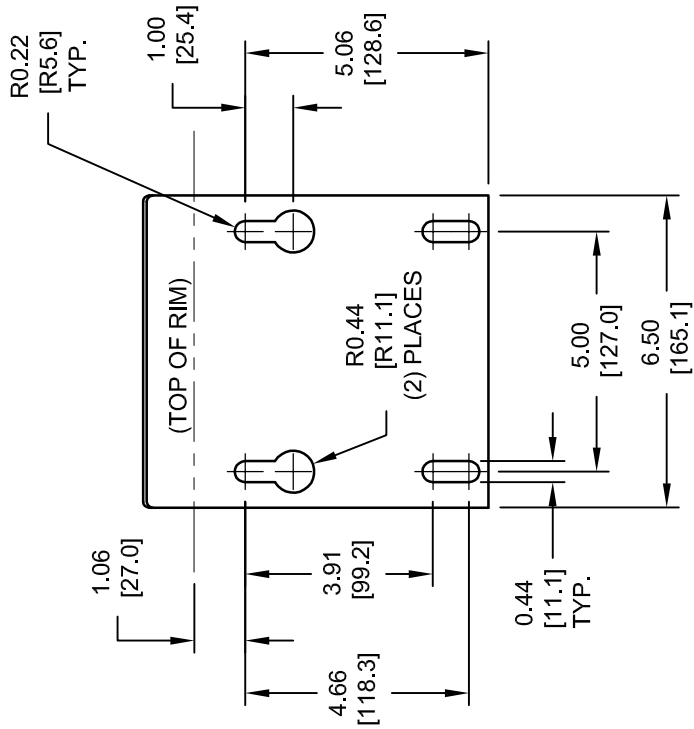 R0.22
[R5.6]
TYP.
1.00
[25.4]
5.06
[128.6]
(TOP OF RIM)
R0.44
[R11.1]
(2) PLACES
5.00
[127.0]
6.50
[165.1]
1.06
[27.0]
3.91
[99.2]
4.66
[118.3]
0.44
[11.1]
TYP.